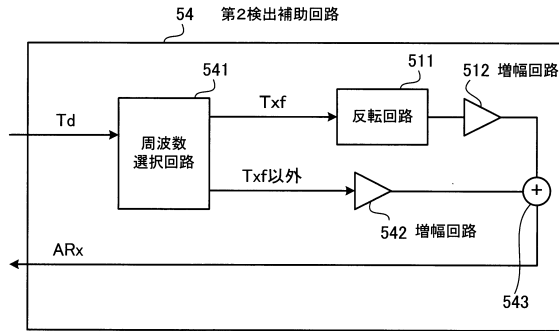 54 第2検出補助回路
541
511
512 増幅回路
Td
Txf
反転回路
周波数
選択回路
Txf以外
+
542 増幅回路
ARx
543